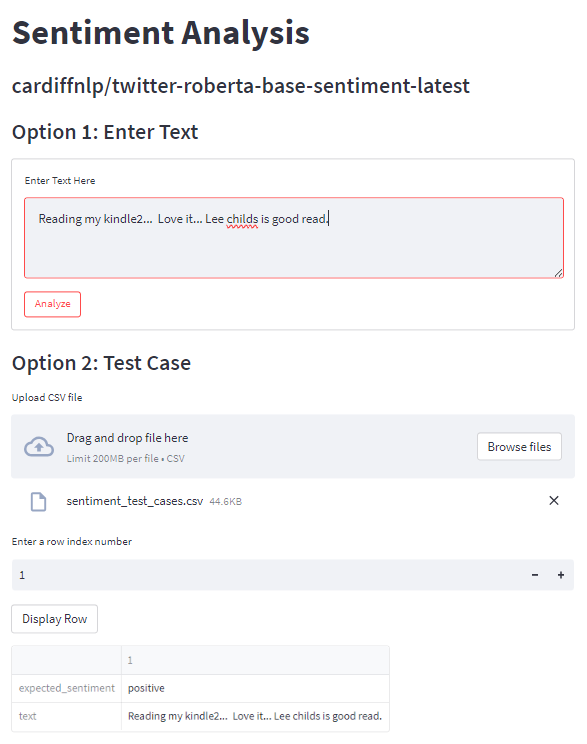 Sentiment Analysis
cardiffnlp/twitter-roberta-base-sentiment-latest
Option 1: Enter Text
Enter Text Here
Reading my kindle2...  Love it... Lee childs is good read.
Analyze
Option 2: Test Case
Upload CSV file
Drag and drop file here
Browse files
Limit 200MB per file • CSV
sentiment_test_cases.csv 44.6KB
Enter a row index number
1
Display Row
1
expected_sentiment positive
text Reading my kindle2...  Love it... Lee childs is good read.